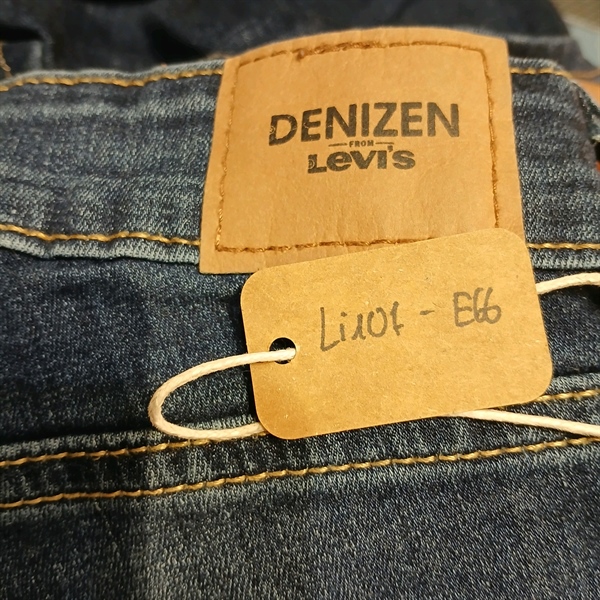 DENIZEN
FROM
Levi's
Li107 - E66